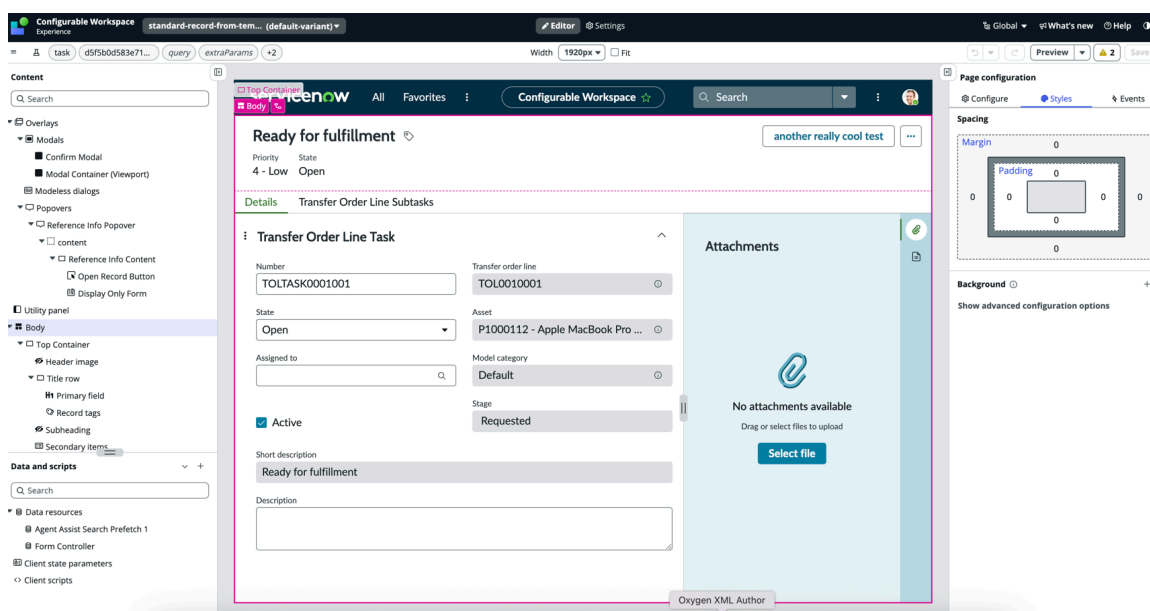 Configurable Workspace
Experience
standard-record-from-tem... (default-variant)
Editor
Settings
Global
What's new
Help
task
d5f5b0d583e71...
query
extraParams
+2
Width
1920px
Fit
Preview
2
Save
Content
Search
Overlays
Modals
Confirm Modal
Modal Container (Viewport)
Modeless dialogs
Popovers
Reference Info Popover
content
Reference Info Content
Open Record Button
Display Only Form
Utility panel
Body
Top Container
Header image
Title row
H1 Primary field
Record tags
Subheading
Secondary items
Data and scripts
Search
Data resources
Agent Assist Search Prefetch 1
Form Controller
Client state parameters
Client scripts
Top Container
Body
servicenow
All
Favorites
Configurable Workspace
Search
Ready for fulfillment
another really cool test
...
Priority
State
4 - Low
Open
Details
Transfer Order Line Subtasks
Transfer Order Line Task
Number
TOLTASK0001001
Transfer order line
TOL0010001
State
Open
Asset
P1000112 - Apple MacBook Pro ...
Assigned to
Model category
Default
Active
Stage
Requested
Short description
Ready for fulfillment
Description
Attachments
No attachments available
Drag or select files to upload
Select file
Oxygen XML Author
Page configuration
Configure
Styles
Events
Spacing
Margin
0
Padding
0
0
0
0
0
0
0
Background
+
Show advanced configuration options